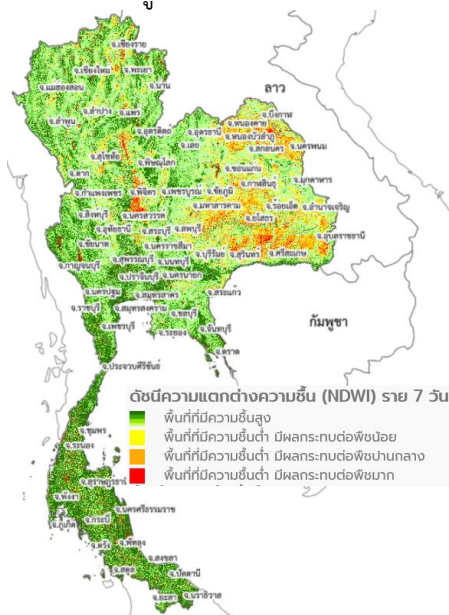 จ.เชียงราย
จ.เชียงใหม่ จ.พะเยา
จ.แม่ฮ่องสอน จ.น่าน
ลาว
จ.ลำปาง จ.แพร่
จ.ลำพูน
จ.อุตรดิตถ์ จ.อุดรธานี จ.หนองคาย จ.บึงกาฬ
จ.เลย จ.หนองบัวลำภู จ.นครพนม
จ.สุโขทัย จ.พิษณุโลก จ.สกลนคร
จ.ตาก จ.ขอนแก่น จ.มุกดาหาร
จ.กำแพงเพชร จ.พิจิตร จ.เพชรบูรณ์ จ.ชัยภูมิ จ.กาฬสินธุ์
จ.มหาสารคาม จ.ร้อยเอ็ด จ.อำนาจเจริญ
จ.สิงห์บุรี จ.นครสวรรค์ จ.ยโสธร
จ.อุทัยธานี จ.สระบุรี จ.ลพบุรี
จ.ชัยนาท จ.นครราชสีมา จ.บุรีรัมย์ จ.สุรินทร์ จ.ศรีสะเกษ จ.อุบลราชธานี
จ.กาญจนบุรี จ.สุพรรณบุรี จ.นนทบุรี
จ.ปราจีนบุรี จ.นครนายก
จ.นครปฐม จ.สมุทรสาคร จ.สระแก้ว
จ.ราชบุรี จ.สมุทรสงคราม จ.ชลบุรี
จ.เพชรบุรี จ.ระยอง จ.จันทบุรี
กัมพูชา
จ.ตราด
จ.ประจวบคีรีขันธ์
ดัชนีความแตกต่างความชื้น (NDWI) ราย 7 วัน
พื้นที่ที่มีความชื้นสูง
พื้นที่ที่มีความชื้นต่ำ มีผลกระทบต่อพืชน้อย
พื้นที่ที่มีความชื้นต่ำ มีผลกระทบต่อพืชปานกลาง
พื้นที่ที่มีความชื้นต่ำ มีผลกระทบต่อพืชมาก
จ.ชุมพร
จ.ระนอง
จ.สุราษฎร์ธานี
จ.พังงา
จ.นครศรีธรรมราช
จ.ภูเก็ต จ.กระบี่
จ.ตรัง จ.พัทลุง
จ.สงขลา
จ.สตูล จ.ปัตตานี
จ.ยะลา จ.นราธิวาส